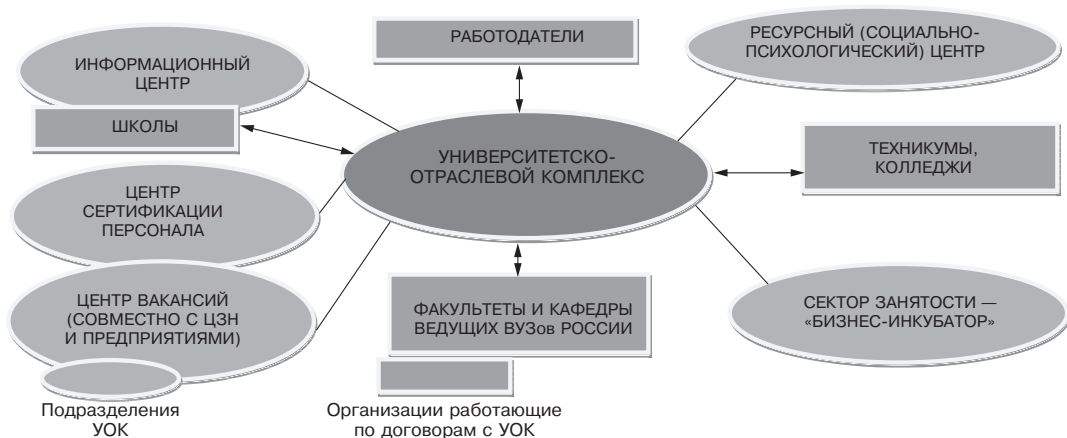 ИНФОРМАЦИОННЫЙ
ЦЕНТР
РАБОТОДАТЕЛИ
РЕСУРСНЫЙ (СОЦИАЛЬНО-
ПСИХОЛОГИЧЕСКИЙ) ЦЕНТР
ШКОЛЫ
УНИВЕРСИТЕТСКО-
ОТРАСЛЕВОЙ КОМПЛЕКС
ТЕХНИКУМЫ,
КОЛЛЕДЖИ
ЦЕНТР
СЕРТИФИКАЦИИ
ПЕРСОНАЛА
ЦЕНТР ВАКАНСИЙ
(СОВМЕСТНО С ЦЗН
И ПРЕДПРИЯТИЯМИ)
ФАКУЛЬТЕТЫ И КАФЕДРЫ
ВЕДУЩИХ ВУЗов РОССИИ
СЕКТОР ЗАНЯТОСТИ —
«БИЗНЕС-ИНКУБАТОР»
Подразделения
УОК
Организации работающие
по договорам с УОК